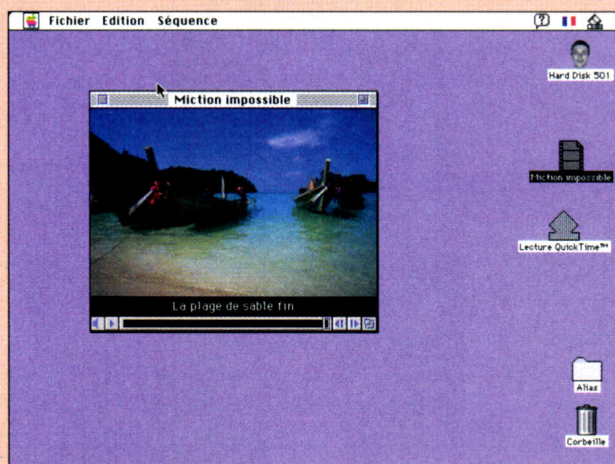 Fichier Edition Séquence
Hard Disk 501
Miction impossible
Miction impossible
Lecture QuickTime™
La plage de sable fin
Alias
Corbeille